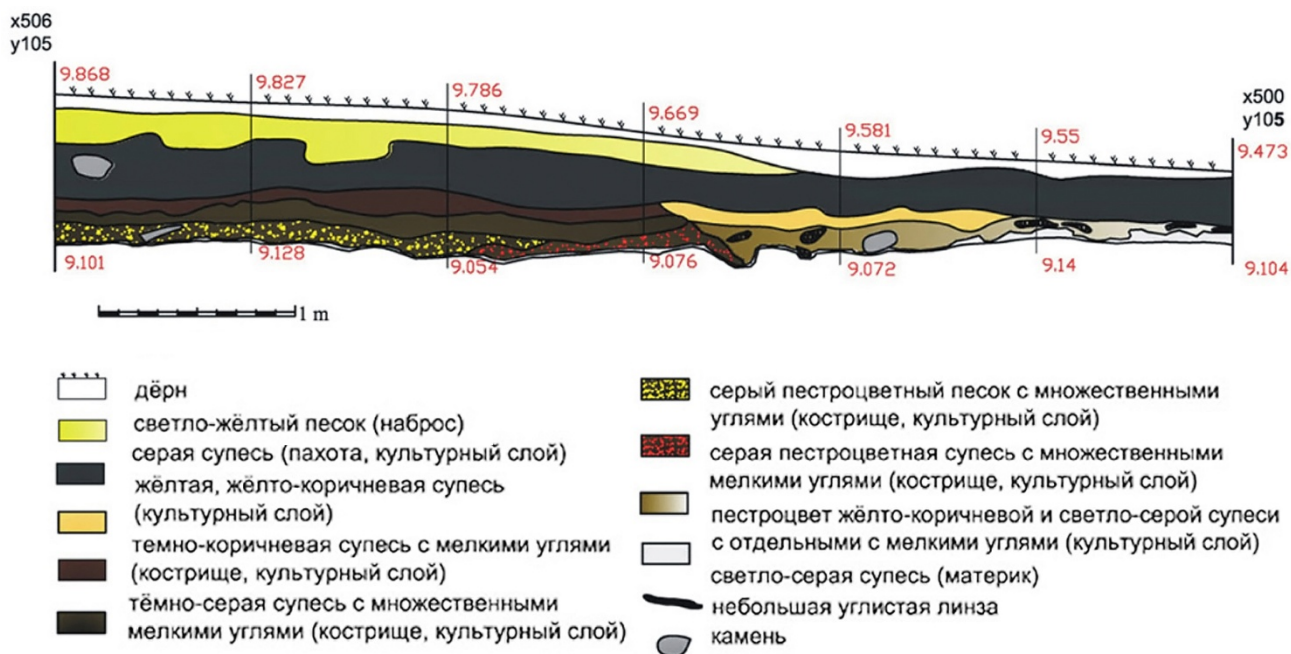 x506
y105
9.868
9.827
9.786
9.669
9.581
9.55
x500
y105
9.473
9.101
9.128
9.054
9.076
9.072
9.14
9.104
1 m
дёрн
светло-жёлтый песок (наброс)
серая супесь (пахота, культурный слой)
жёлтая, жёлто-коричневая супесь
(культурный слой)
темно-коричневая супесь с мелкими углями
(кострище, культурный слой)
тёмно-серая супесь с множественными
мелкими углями (кострище, культурный слой)
серый пестроцветный песок с множественными
углями (кострище, культурный слой)
серая пестроцветная супесь с множественными
мелкими углями (кострище, культурный слой)
пестроцвет жёлто-коричневой и светло-серой супеси
с отдельными с мелкими углями (культурный слой)
светло-серая супесь (материк)
небольшая углистая линза
камень